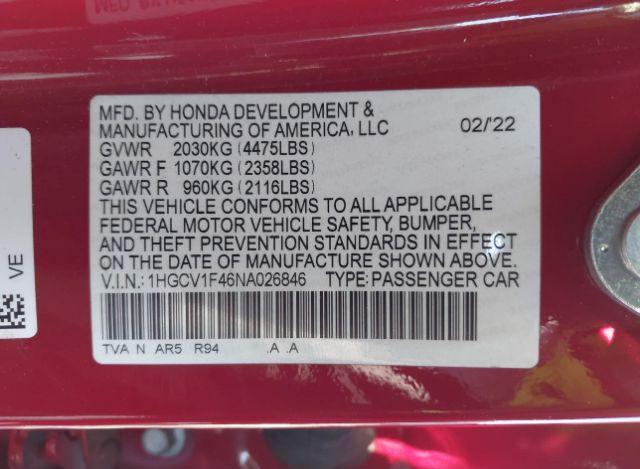 MFD. BY HONDA DEVELOPMENT &
MANUFACTURING OF AMERICA, LLC 02/'22
GVWR 2030KG (4475LBS)
GAWR F 1070KG (2358LBS)
GAWR R 960KG (2116LBS)
THIS VEHICLE CONFORMS TO ALL APPLICABLE
FEDERAL MOTOR VEHICLE SAFETY, BUMPER,
AND THEFT PREVENTION STANDARDS IN EFFECT
ON THE DATE OF MANUFACTURE SHOWN ABOVE.
V.I.N.: 1HGCV1F46NA026846 TYPE: PASSENGER CAR
TVA N AR5 R94 .A .A
VE